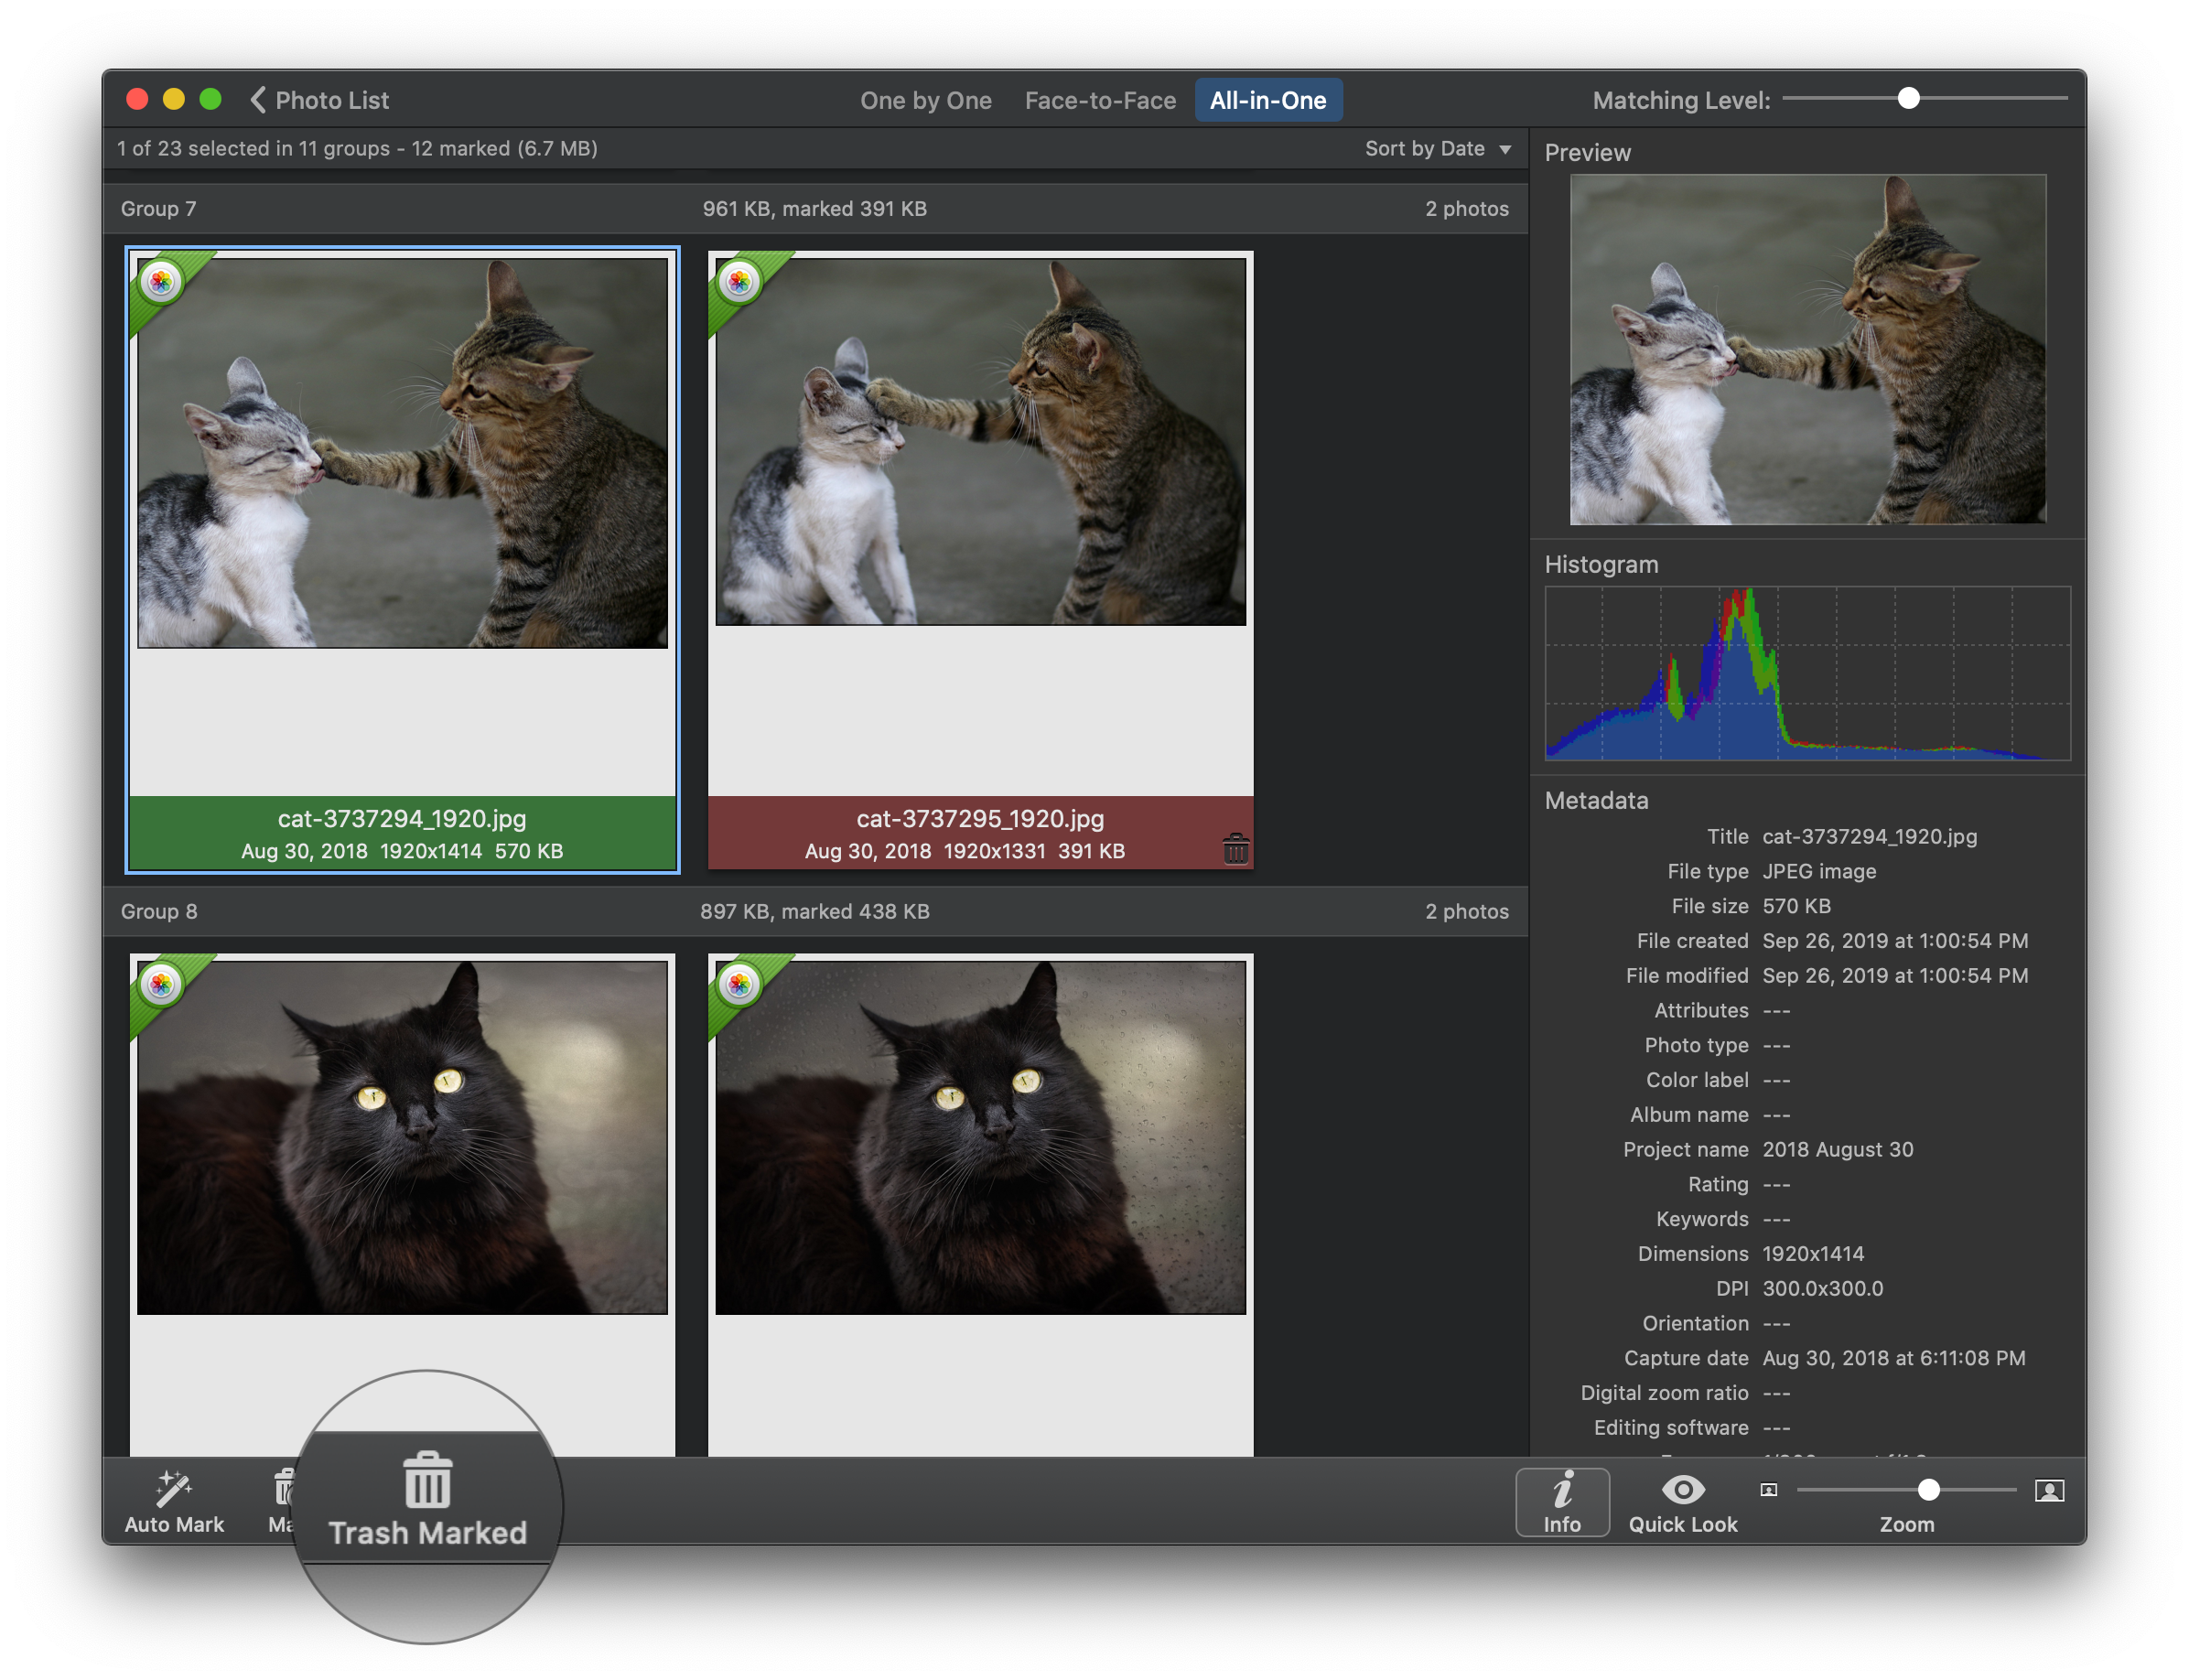 Photo List
One by One Face-to-Face All-in-One
Matching Level:
1 of 23 selected in 11 groups - 12 marked (6.7 MB)
Sort by Date
Group 7 961 KB, marked 391 KB 2 photos
cat-3737294_1920.jpg
Aug 30, 2018 1920x1414 570 KB
cat-3737295_1920.jpg
Aug 30, 2018 1920x1331 391 KB
Group 8 897 KB, marked 438 KB 2 photos
Preview
Histogram
Metadata
Title cat-3737294_1920.jpg
File type JPEG image
File size 570 KB
File created Sep 26, 2019 at 1:00:54 PM
File modified Sep 26, 2019 at 1:00:54 PM
Attributes ---
Photo type ---
Color label ---
Album name ---
Project name 2018 August 30
Rating ---
Keywords ---
Dimensions 1920x1414
DPI 300.0x300.0
Orientation ---
Capture date Aug 30, 2018 at 6:11:08 PM
Digital zoom ratio ---
Editing software ---
Auto Mark
Trash Marked
Info
Quick Look
Zoom